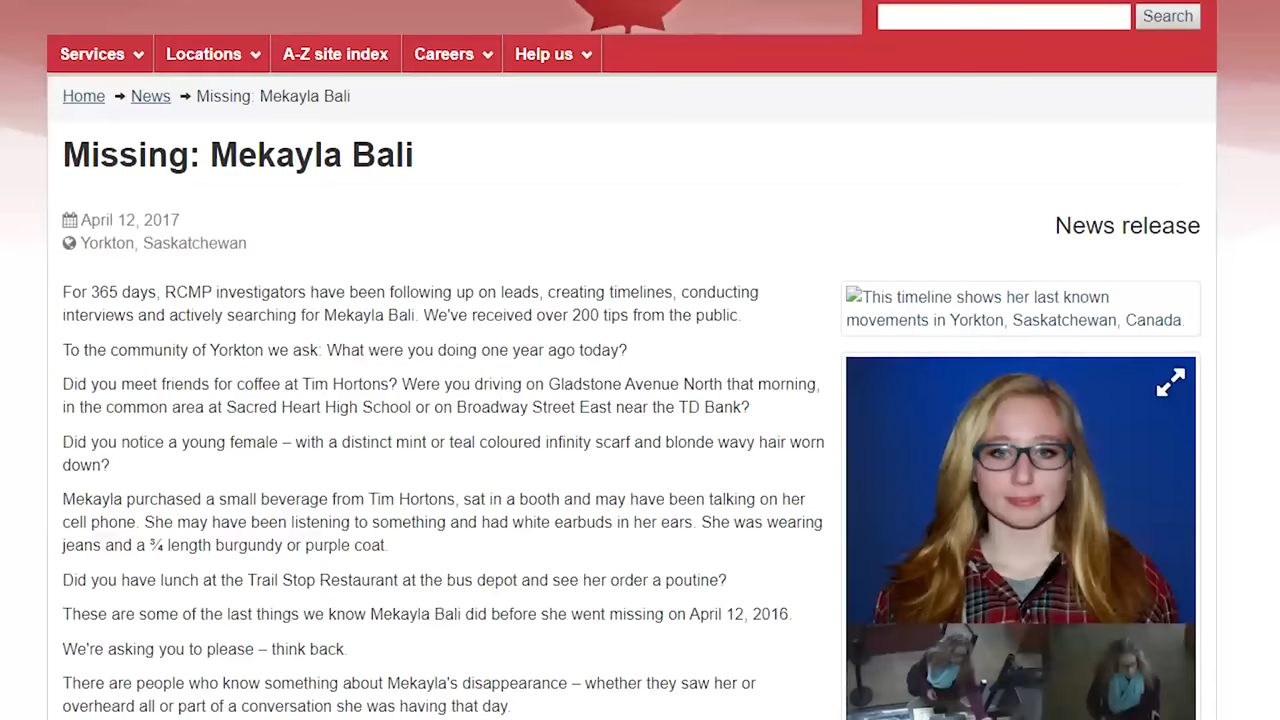 Search
Services
Locations
A-Z site index
Careers
Help us
Home
News
Missing: Mekayla Bali
Missing: Mekayla Bali
April 12, 2017
News release
Yorkton, Saskatchewan
For 365 days, RCMP investigators have been following up on leads, creating timelines, conducting
interviews and actively searching for Mekayla Bali. We've received over 200 tips from the public.
To the community of Yorkton we ask: What were you doing one year ago today?
Did you meet friends for coffee at Tim Hortons? Were you driving on Gladstone Avenue North that morning,
in the common area at Sacred Heart High School or on Broadway Street East near the TD Bank?
Did you notice a young female – with a distinct mint or teal coloured infinity scarf and blonde wavy hair worn
down?
Mekayla purchased a small beverage from Tim Hortons, sat in a booth and may have been talking on her
cell phone. She may have been listening to something and had white earbuds in her ears. She was wearing
jeans and a ¾ length burgundy or purple coat.
Did you have lunch at the Trail Stop Restaurant at the bus depot and see her order a poutine?
These are some of the last things we know Mekayla Bali did before she went missing on April 12, 2016.
We're asking you to please – think back.
There are people who know something about Mekayla's disappearance – whether they saw her or
overheard all or part of a conversation she was having that day.
This timeline shows her last known
movements in Yorkton, Saskatchewan, Canada.